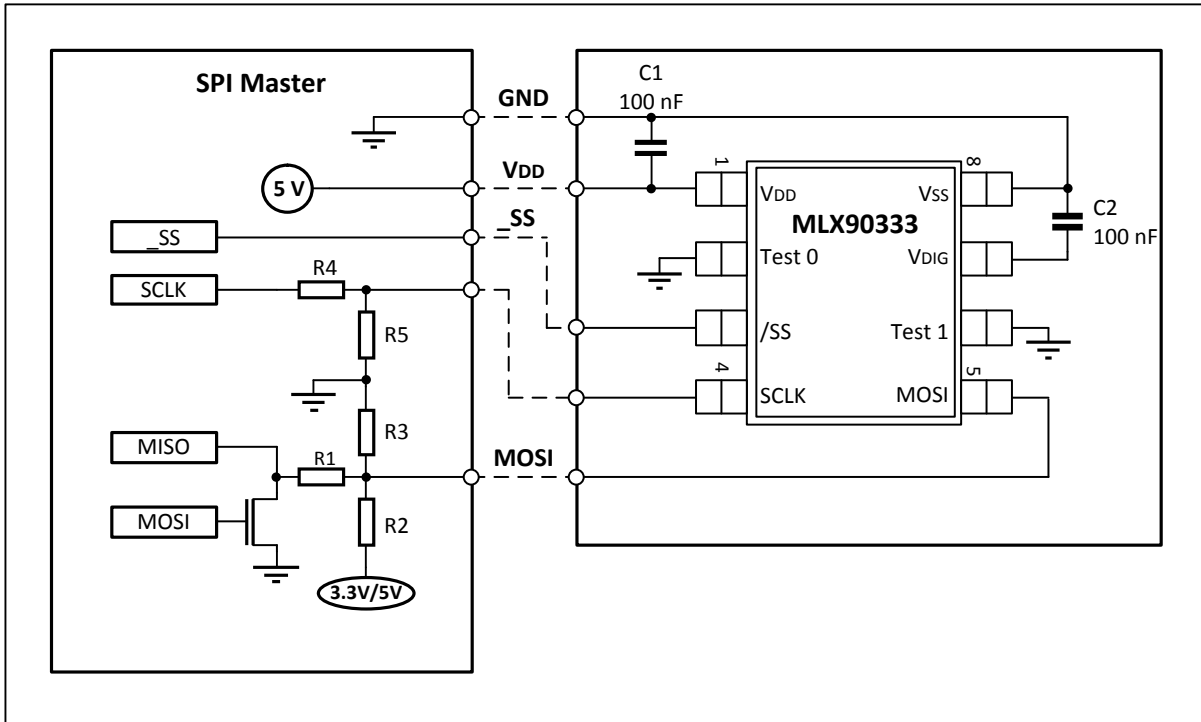 SPI Master
GND
VDD
_SS
MOSI
5 V
_SS
SCLK
MISO
MOSI
R4
R5
R3
R1
R2
3.3V/5V
C1
100 nF
MLX90333
1
VDD
Test 0
/SS
4
SCLK
8
VSS
VDIG
Test 1
5
MOSI
C2
100 nF